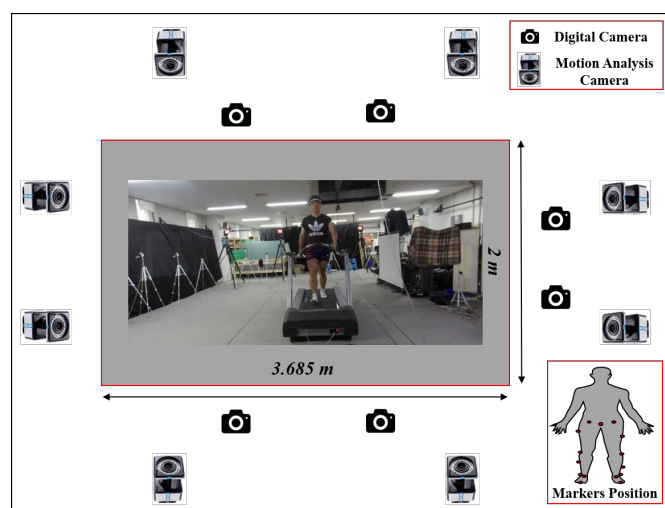 Digital Camera
Motion Analysis
Camera
2 m
3.685 m
Markers Position